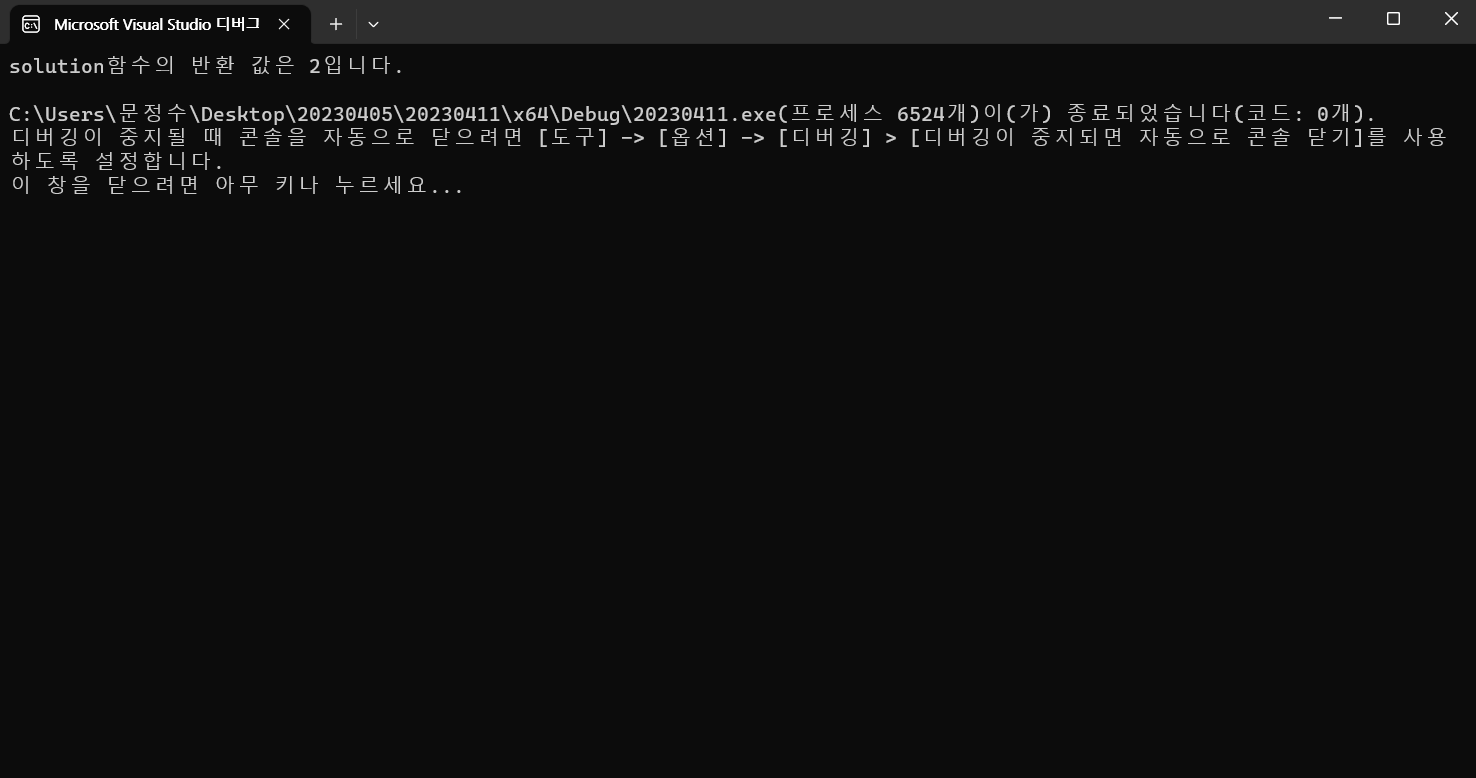 Microsoft Visual Studio 디버그
solution함수의 반환 값은 2입니다.
C:\Users\문정수\Desktop\20230405\20230411\x64\Debug\20230411.exe(프로세스 6524개)이(가) 종료되었습니다(코드: 0개).
디버깅이 중지될 때 콘솔을 자동으로 닫으려면 [도구] -> [옵션] -> [디버깅] > [디버깅이 중지되면 자동으로 콘솔 닫기]를 사용
하도록 설정합니다.
이 창을 닫으려면 아무 키나 누르세요...